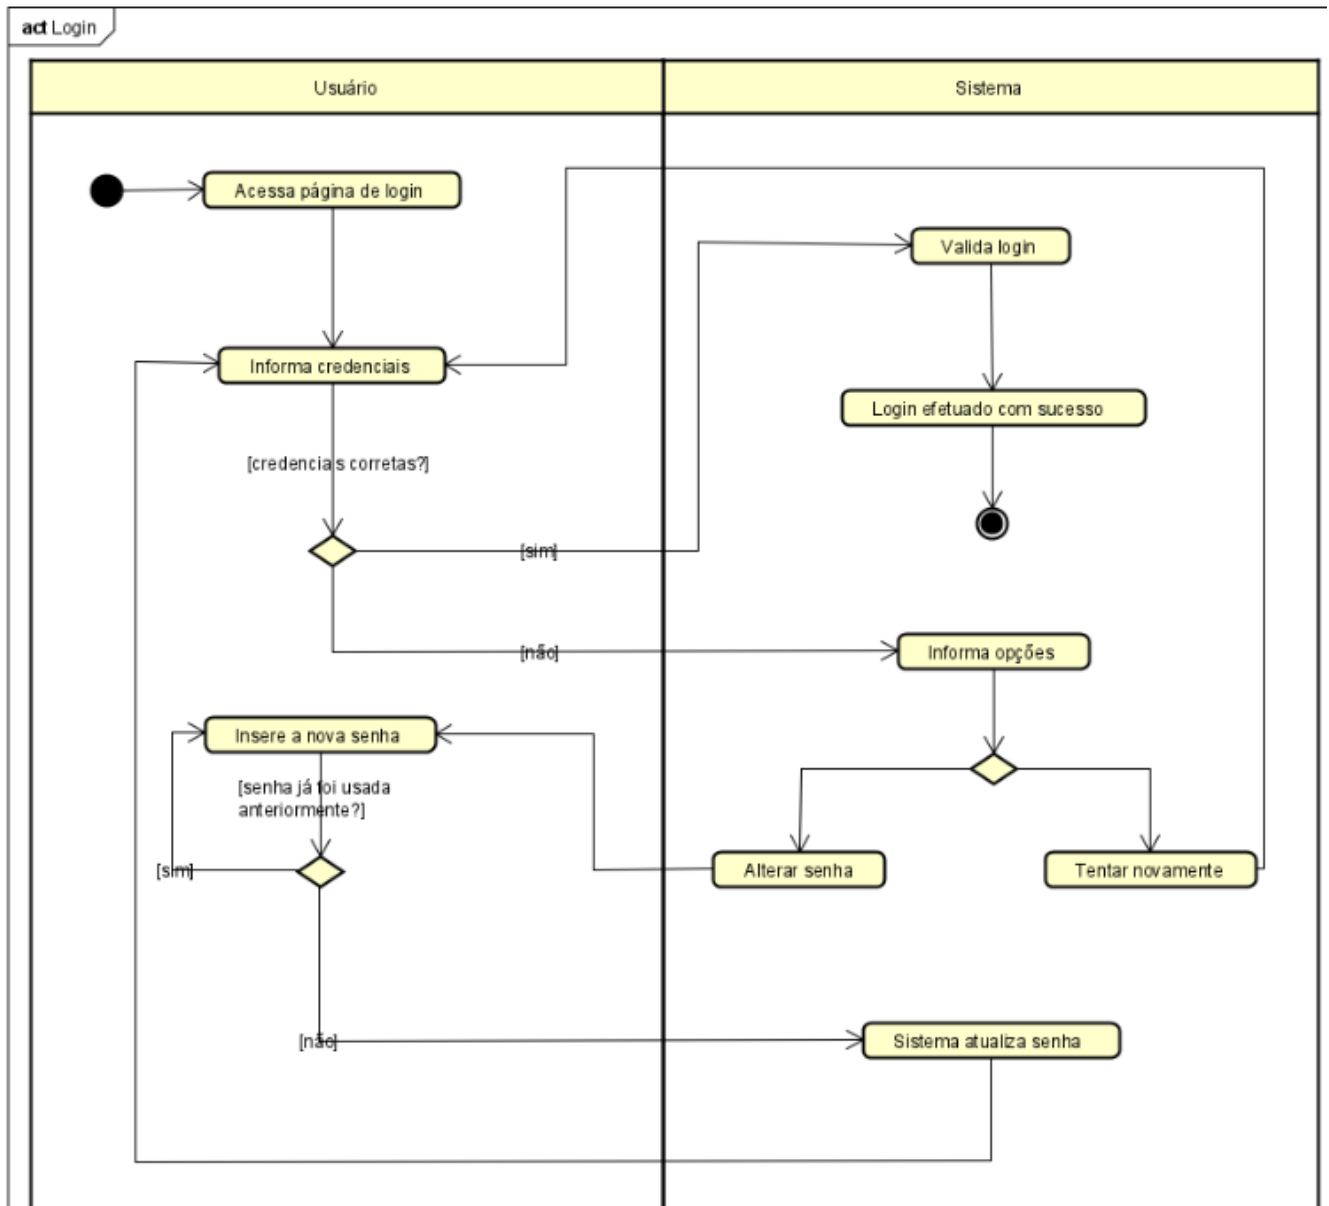 act Login
Usuário
Sistema
Acessa página de login
Valida login
Informa credenciais
Login efetuado com sucesso
[credenciais corretas?]
[sim]
[não]
Informa opções
Insere a nova senha
[senha já foi usada
anteriormente?]
[sim]
Alterar senha
Tentar novamente
[não]
Sistema atualiza senha